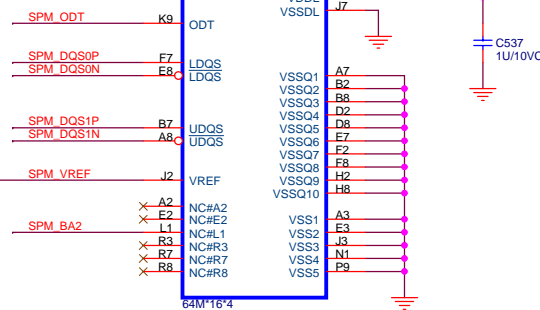 VDDL
VSSDL J7
SPM_ODT K9 ODT
C537
1U/10VC
SPM_DQS0P F7 LDQS
SPM_DQS0N E8 LDQS
VSSQ1 A7
VSSQ2 B2
VSSQ3 B8
VSSQ4 D2
SPM_DQS1P B7 UDQS
VSSQ5 D8
SPM_DQS1N A8 UDQS
VSSQ6 E7
VSSQ7 F2
VSSQ8 F8
SPM_VREF J2 VREF
VSSQ9 H2
VSSQ10 H8
A2 NC#A2
E2 NC#E2
VSS1 A3
SPM_BA2 L1 NC#L1
VSS2 E3
R3 NC#R3
VSS3 J3
R7 NC#R7
VSS4 N1
R8 NC#R8
VSS5 P9
64M*16*4